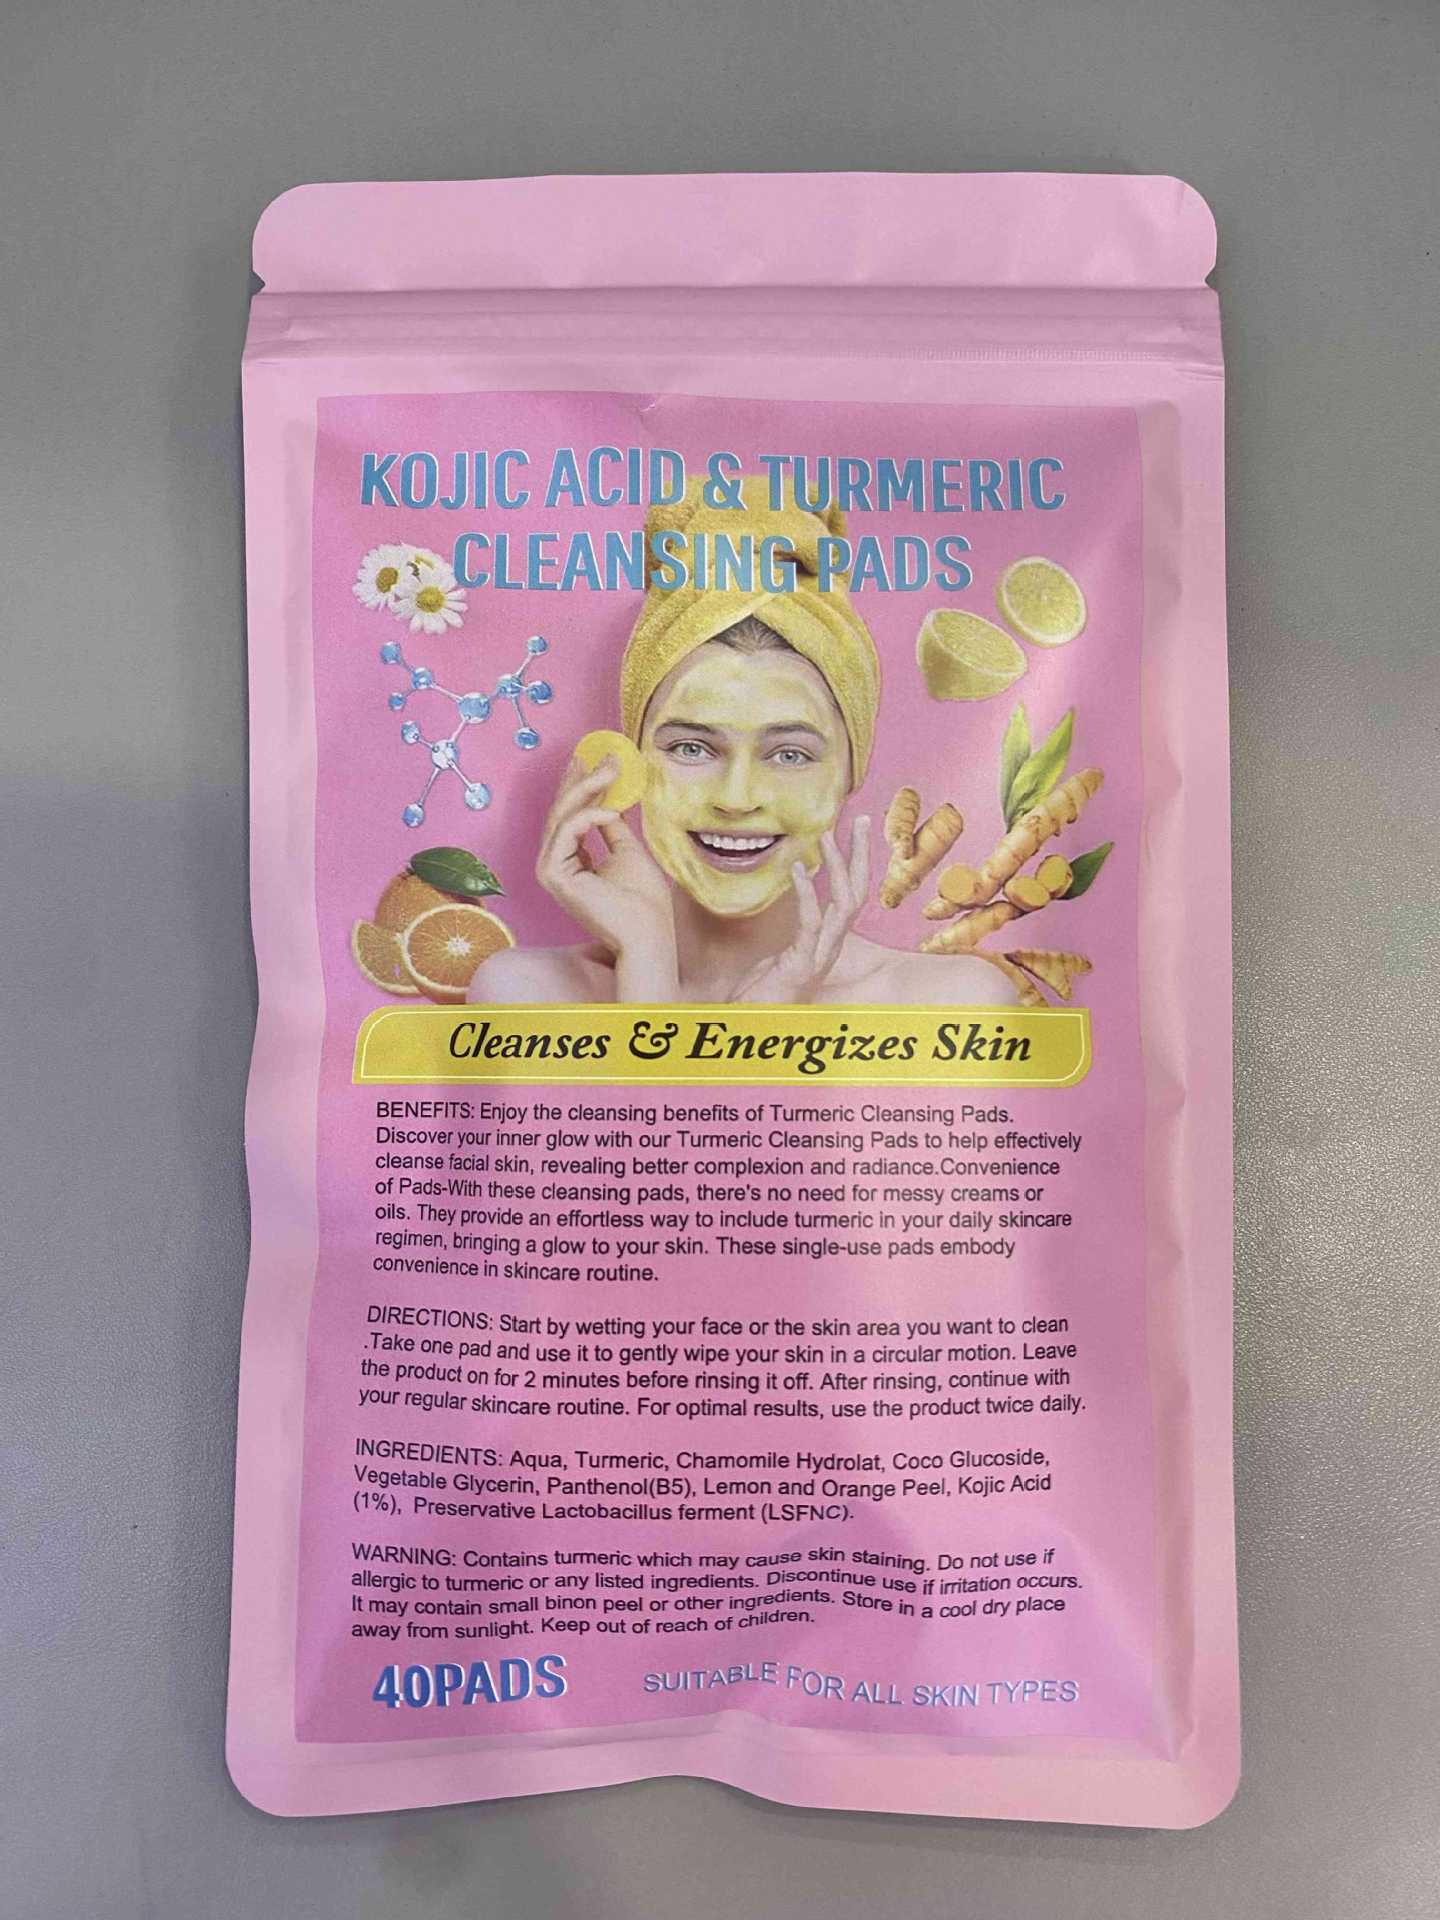 KOJIC ACID & TURMERIC
CLEANSING PADS
Cleanses & Energizes Skin
BENEFITS: Enjoy the cleansing benefits of Turmeric Cleansing Pads.
Discover your inner glow with our Turmeric Cleansing Pads to help effectively
cleanse facial skin, revealing better complexion and radiance.Convenience
of Pads-With these cleansing pads, there's no need for messy creams or
oils. They provide an effortless way to include turmeric in your daily skincare
regimen, bringing a glow to your skin. These single-use pads embody
convenience in skincare routine.
DIRECTIONS: Start by wetting your face or the skin area you want to clean
.Take one pad and use it to gently wipe your skin in a circular motion. Leave
the product on for 2 minutes before rinsing it off. After rinsing, continue with
your regular skincare routine. For optimal results, use the product twice daily.
INGREDIENTS: Aqua, Turmeric, Chamomile Hydrolat, Coco Glucoside,
Vegetable Glycerin, Panthenol(B5), Lemon and Orange Peel, Kojic Acid
(1%), Preservative Lactobacillus ferment (LSFNC).
WARNING: Contains turmeric which may cause skin staining. Do not use if
allergic to turmeric or any listed ingredients. Discontinue use if irritation occurs.
It may contain small binon peel or other ingredients. Store in a cool dry place
away from sunlight. Keep out of reach of children.
40PADS
SUITABLE FOR ALL SKIN TYPES